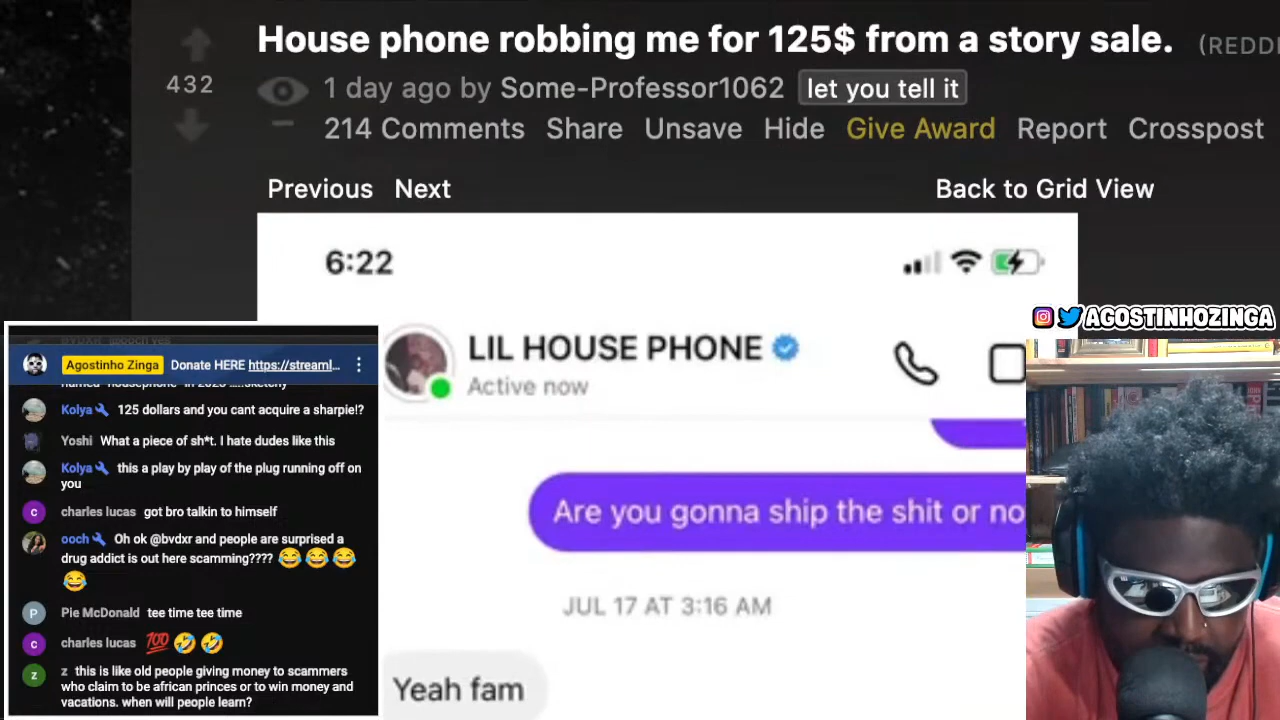 House phone robbing me for 125$ from a story sale. (REDDI
432
1 day ago by Some-Professor1062 let you tell it
214 Comments Share Unsave Hide Give Award Report Crosspost
Previous Next
Back to Grid View
6:22
LIL HOUSE PHONE
Active now
Are you gonna ship the shit or no
JUL 17 AT 3:16 AM
Yeah fam
AGOSTINHOZINGA
Agostinho Zinga Donate HERE https://streaml...
Kolya 125 dollars and you cant acquire a sharpie!?
Yoshi What a piece of sh*t. I hate dudes like this
Kolya this a play by play of the plug running off on
you
charles lucas got bro talkin to himself
ooch Oh ok @bvdxr and people are surprised a
drug addict is out here scamming???? 😂😂😂
😂
Pie McDonald tee time tee time
charles lucas 💯🤣🤣
z this is like old people giving money to scammers
who claim to be african princes or to win money and
vacations. when will people learn?